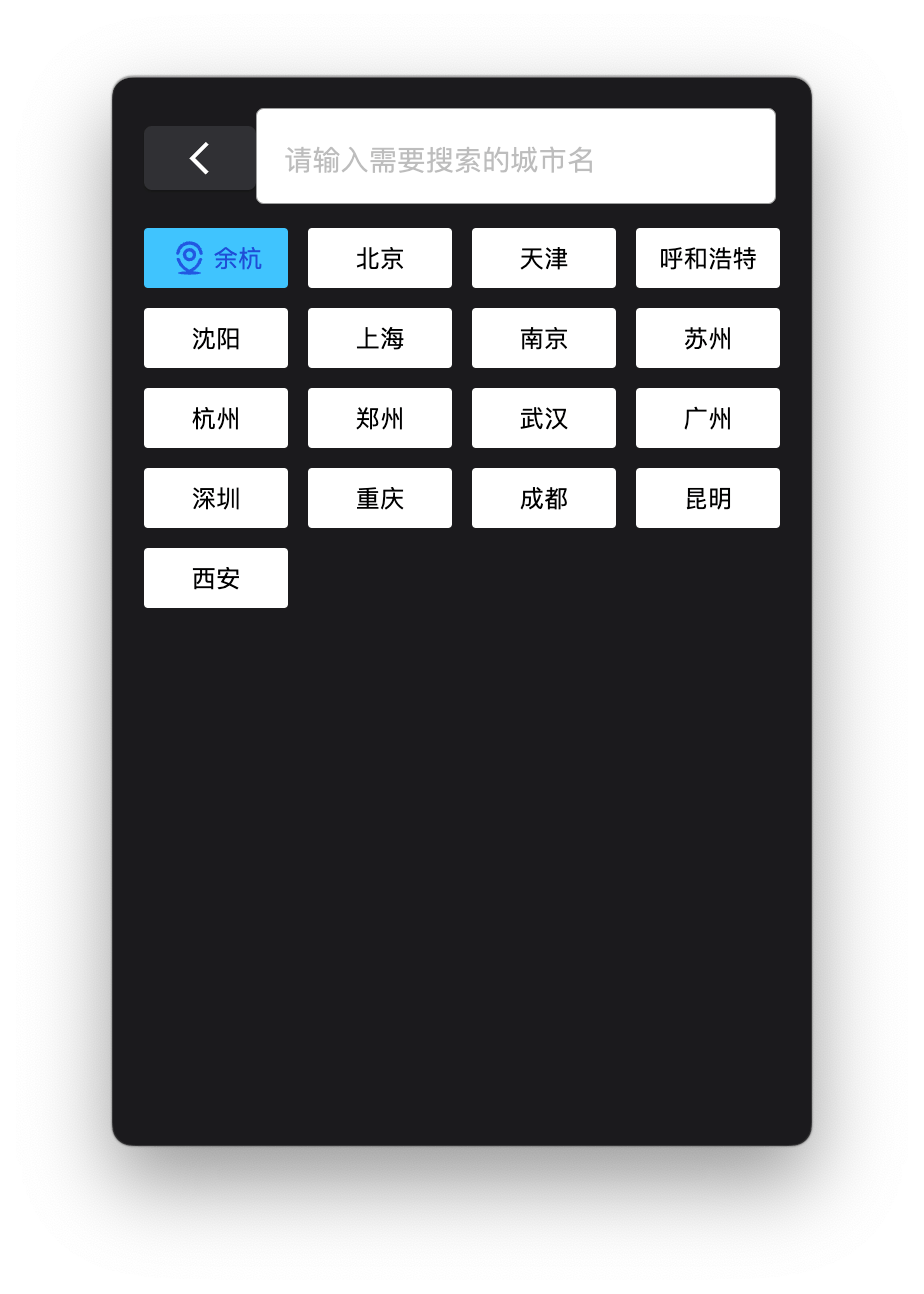 请输入需要搜索的城市名
余杭 北京 天津 呼和浩特
沈阳 上海 南京 苏州
杭州 郑州 武汉 广州
深圳 重庆 成都 昆明
西安